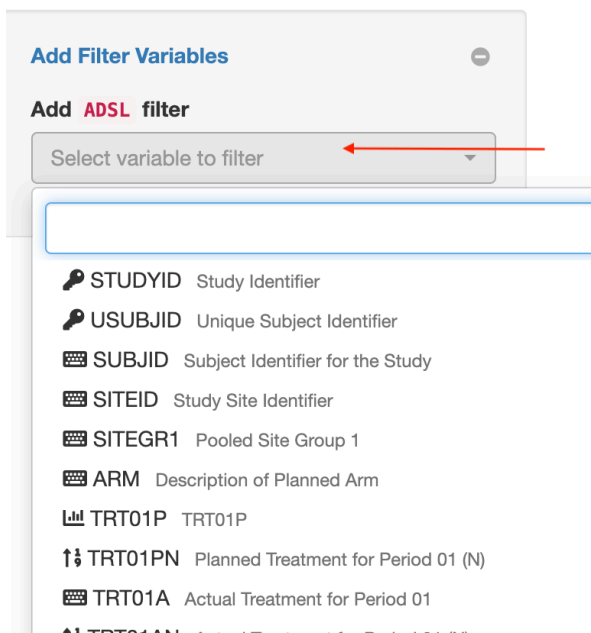 Add Filter Variables
Add ADSL filter
Select variable to filter
STUDYID Study Identifier
USUBJID Unique Subject Identifier
SUBJID Subject Identifier for the Study
SITEID Study Site Identifier
SITEGR1 Pooled Site Group 1
ARM Description of Planned Arm
TRT01P TRT01P
TRT01PN Planned Treatment for Period 01 (N)
TRT01A Actual Treatment for Period 01
TRT01AN